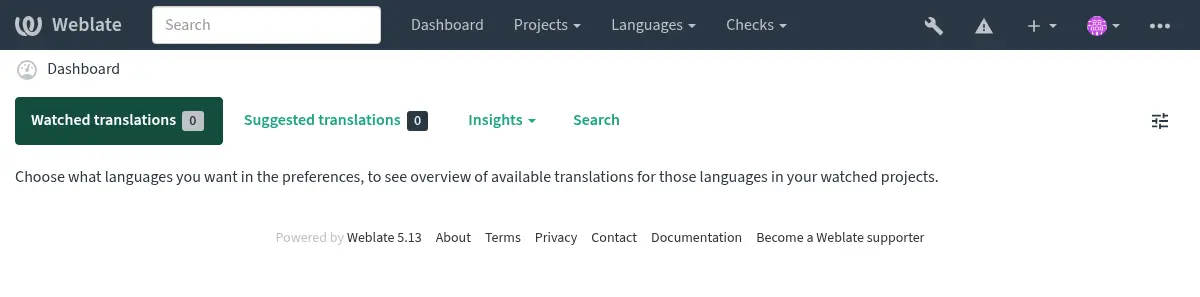 Weblate Search Dashboard Projects Languages Checks
Dashboard
Watched translations 0 Suggested translations 0 Insights Search
Choose what languages you want in the preferences, to see overview of available translations for those languages in your watched projects.
Powered by Weblate 5.13 About Terms Privacy Contact Documentation Become a Weblate supporter